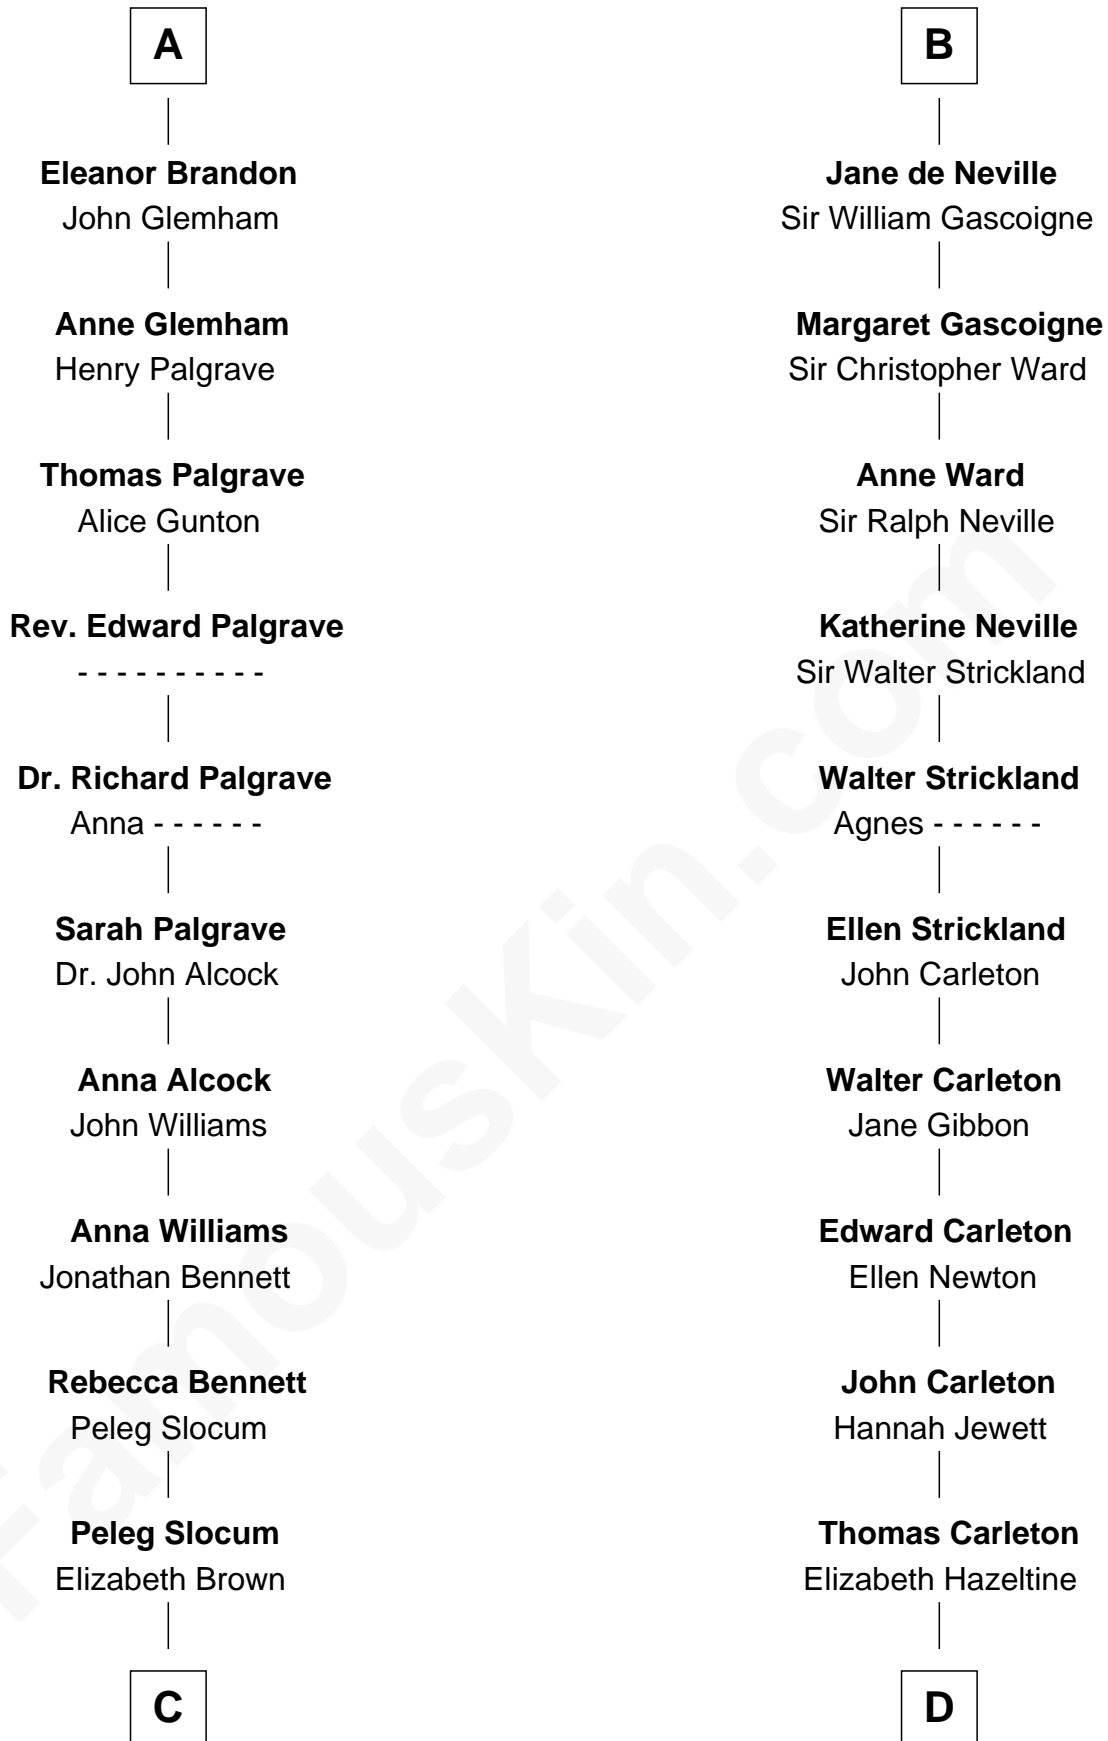 A
Eleanor Brandon
John Glemham
Anne Glemham
Henry Palgrave
Thomas Palgrave
Alice Gunton
Rev. Edward Palgrave
- - - - - - - - - -
Dr. Richard Palgrave
Anna - - - - - -
Sarah Palgrave
Dr. John Alcock
Anna Alcock
John Williams
Anna Williams
Jonathan Bennett
Rebecca Bennett
Peleg Slocum
Peleg Slocum
Elizabeth Brown
C
B
Jane de Neville
Sir William Gascoigne
Margaret Gascoigne
Sir Christopher Ward
Anne Ward
Sir Ralph Neville
Katherine Neville
Sir Walter Strickland
Walter Strickland
Agnes - - - - - -
Ellen Strickland
John Carleton
Walter Carleton
Jane Gibbon
Edward Carleton
Ellen Newton
John Carleton
Hannah Jewett
Thomas Carleton
Elizabeth Hazeltine
D
FamousKin.com